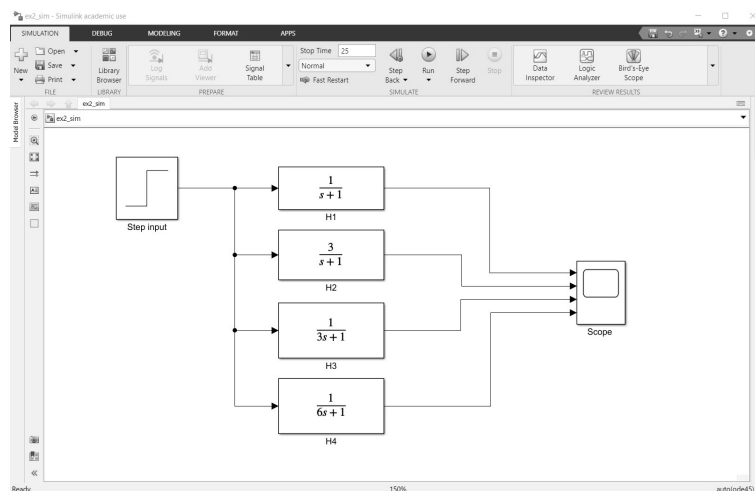 ex2_sim - Simulink academic use
SIMULATION DEBUG MODELING FORMAT APPS
New
Open
Save
Print
FILE
Library
Browser
LIBRARY
Log
Signals
Add
Viewer
Signal
Table
PREPARE
Stop Time 25
Normal
Fast Restart
Step
Back
Run
Step
Forward
Stop
SIMULATE
Data
Inspector
Logic
Analyzer
Bird's-Eye
Scope
REVIEW RESULTS
Model Browser
ex2_sim
ex2_sim
Step input
1
s + 1
H1
3
s + 1
H2
1
3s + 1
H3
1
6s + 1
H4
Scope
Ready 150% auto(ode45)